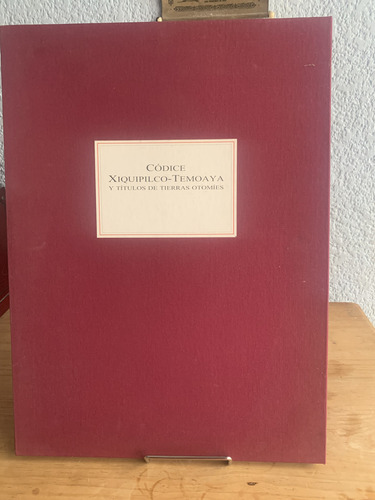 CÓDICE
XIQUIPILCO-TEMOAYA
Y TÍTULOS DE TIERRAS OTOMÍES